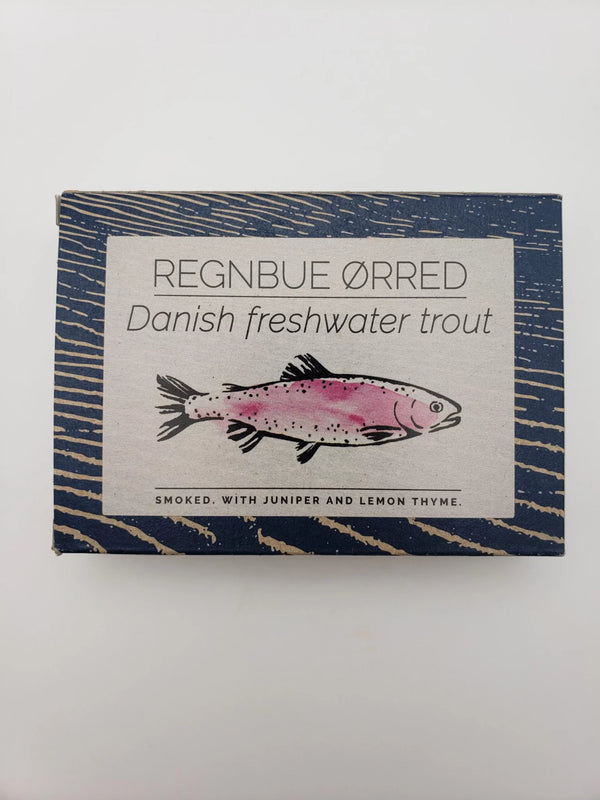 REGNBUE ØRRED
Danish freshwater trout
SMOKED. WITH JUNIPER AND LEMON THYME.